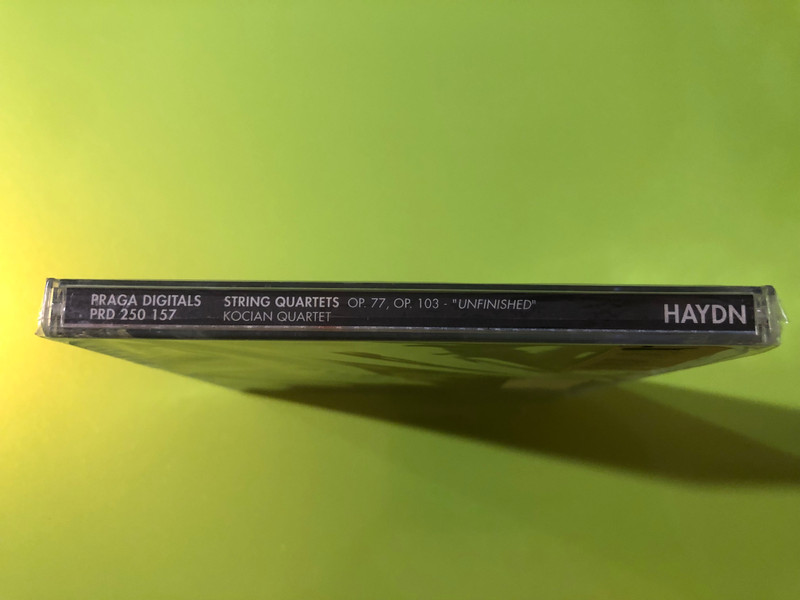 PRAGA DIGITALS STRING QUARTETS OP. 77, OP. 103 - "UNFINISHED"
PRD 250 157 KOCIAN QUARTET
HAYDN